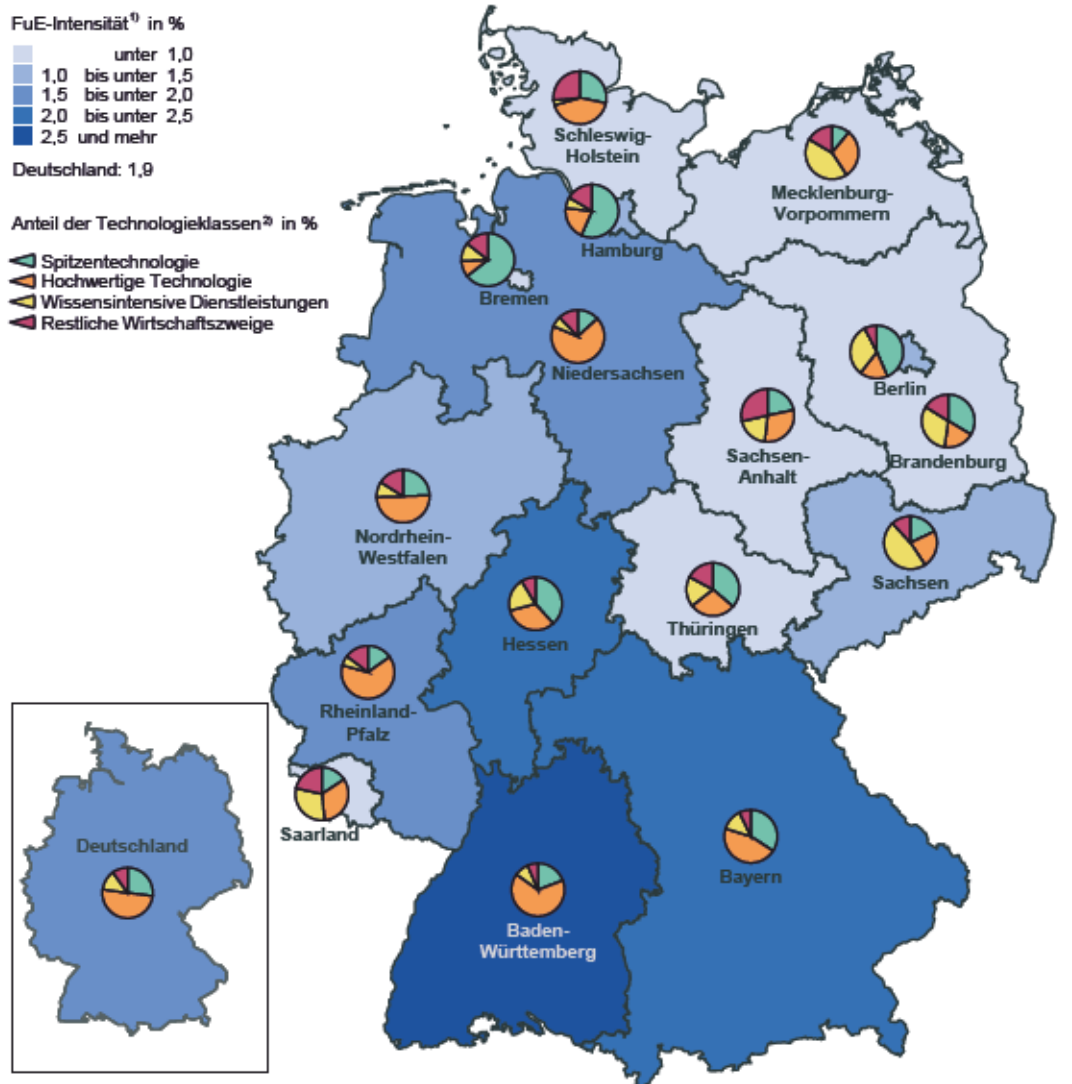 FuE-Intensität¹⁾ in %
unter 1,0
1,0 bis unter 1,5
1,5 bis unter 2,0
2,0 bis unter 2,5
2,5 und mehr
Deutschland: 1,9
Anteil der Technologieklassen²⁾ in %
Spitzentechnologie
Hochwertige Technologie
Wissensintensive Dienstleistungen
Restliche Wirtschaftszweige
Schleswig-
Holstein
Mecklenburg-
Vorpommern
Hamburg
Bremen
Niedersachsen
Berlin
Brandenburg
Sachsen-
Anhalt
Nordrhein-
Westfalen
Sachsen
Thüringen
Hessen
Rheinland-
Pfalz
Saarland
Deutschland
Bayern
Baden-
Württemberg